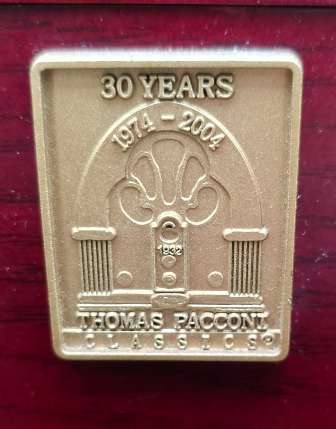 30 YEARS
1974 - 2004
1932
THOMAS PACCONI
CLASSICS®